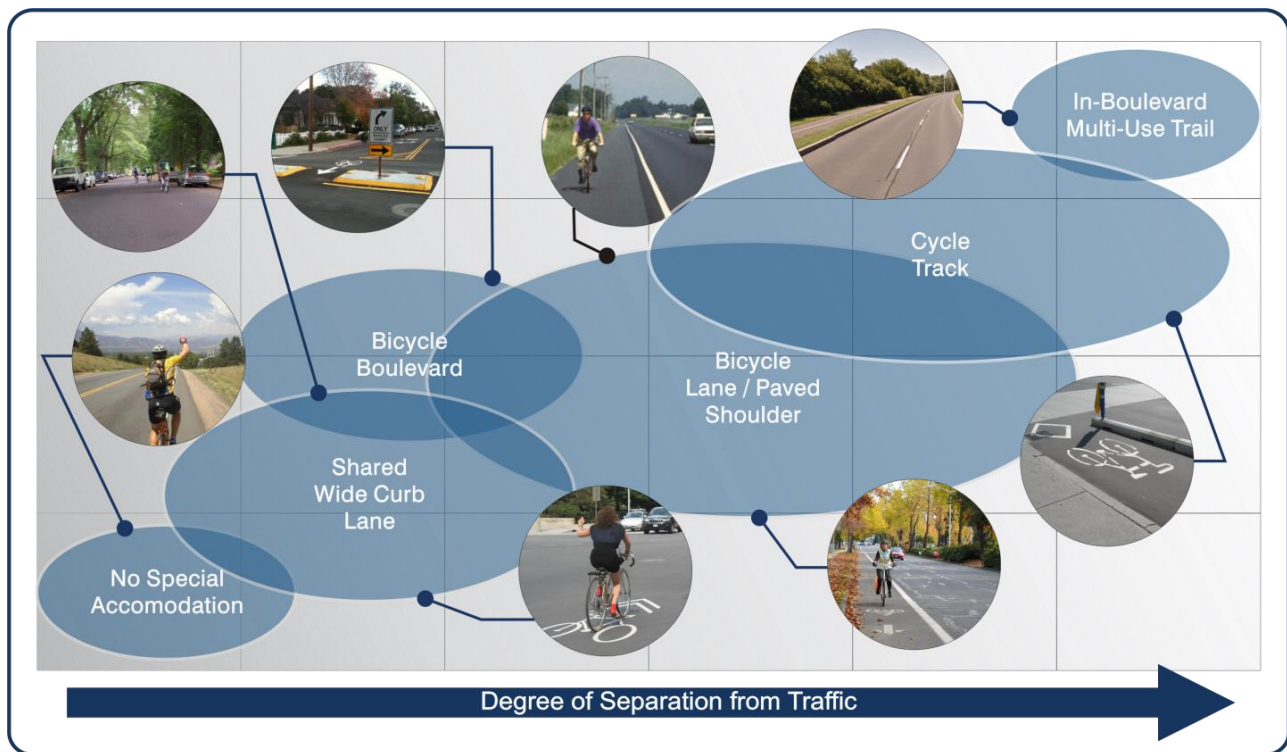 ONLY
In-Boulevard
Multi-Use Trail
Cycle
Track
Bicycle
Boulevard
Bicycle
Lane / Paved
Shoulder
Shared
Wide Curb
Lane
No Special
Accomodation
Degree of Separation from Traffic